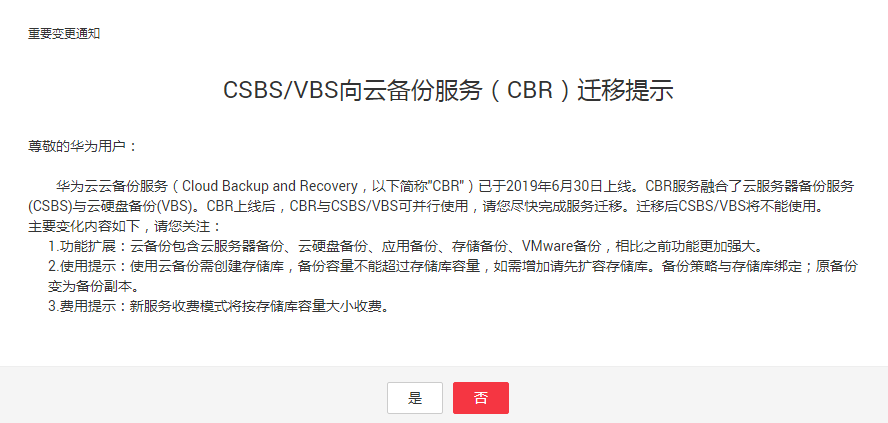 重要变更通知
CSBS/VBS向云备份服务（CBR）迁移提示
尊敬的华为用户：
华为云云备份服务（Cloud Backup and Recovery，以下简称"CBR"）已于2019年6月30日上线。CBR服务融合了云服务器备份服务
(CSBS)与云硬盘备份(VBS)。CBR上线后，CBR与CSBS/VBS可并行使用，请您尽快完成服务迁移。迁移后CSBS/VBS将不能使用。
主要变化内容如下，请您关注：
1.功能扩展：云备份包含云服务器备份、云硬盘备份、应用备份、存储备份、VMware备份，相比之前功能更加强大。
2.使用提示：使用云备份需创建存储库，备份容量不能超过存储库容量，如需增加请先扩容存储库。备份策略与存储库绑定；原备份
变为备份副本。
3.费用提示：新服务收费模式将按存储库容量大小收费。
是
否